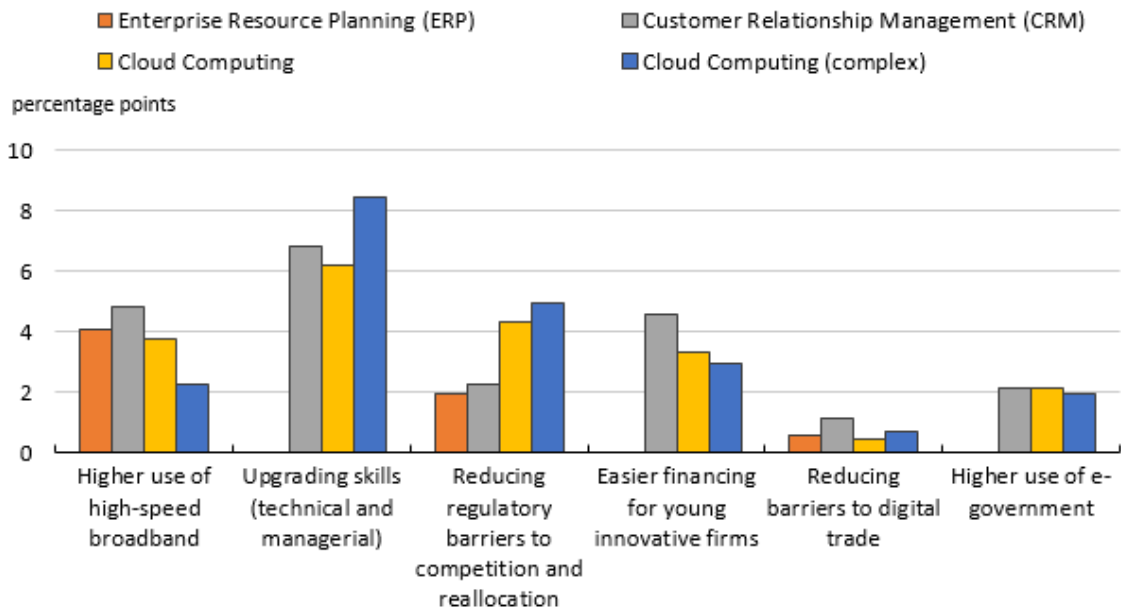 Enterprise Resource Planning (ERP)
Customer Relationship Management (CRM)
Cloud Computing
Cloud Computing (complex)
percentage points
10
8
6
4
2
0
Higher use of
high-speed
broadband
Upgrading skills
(technical and
managerial)
Reducing
regulatory
barriers to
competition and
reallocation
Easier financing
for young
innovative firms
Reducing
barriers to digital
trade
Higher use of e-
government